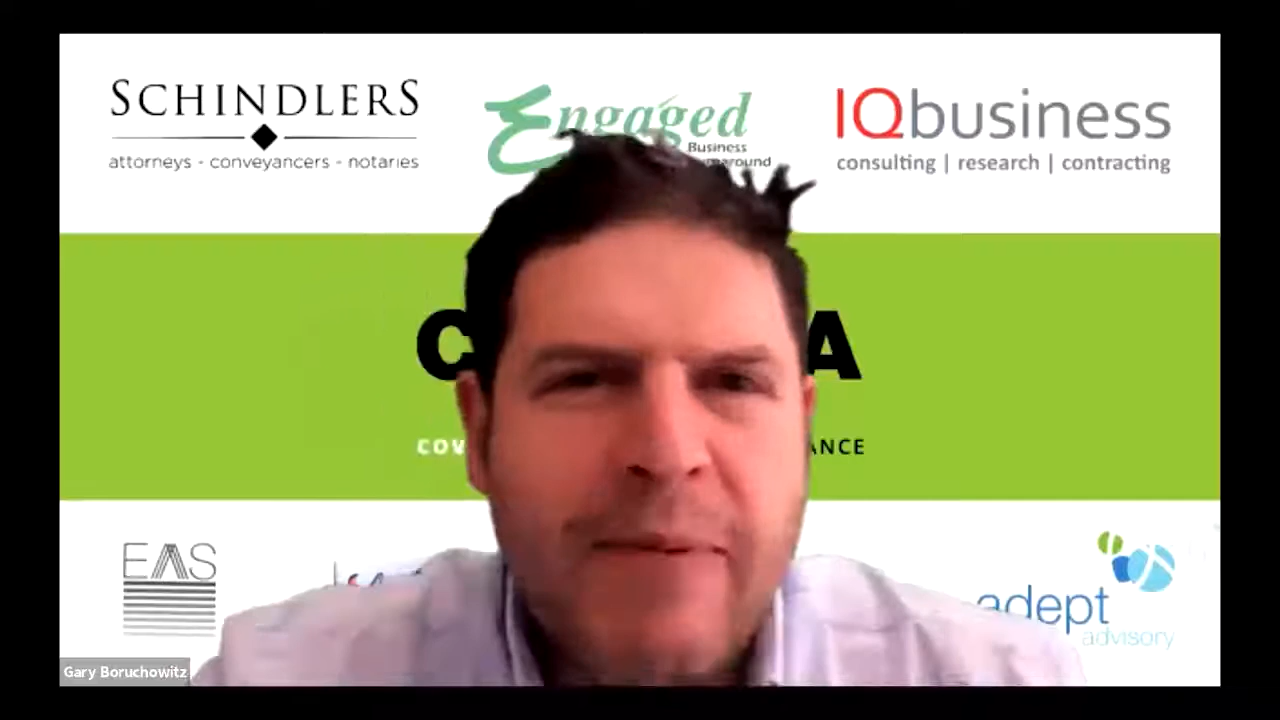 SCHINDLERS
attorneys - conveyancers - notaries
Engaged
Business
IQbusiness
consulting | research | contracting
EAS
adept
advisory
Gary Boruchowitz